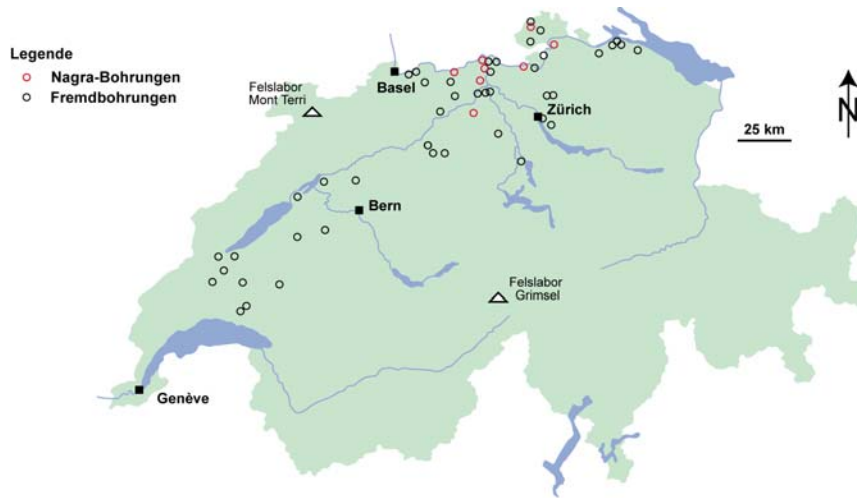 Legende
Nagra-Bohrungen
Fremdbohrungen
Felslabor
Mont Terri
Basel
Zürich
25 km
N
Bern
Felslabor
Grimsel
Genève